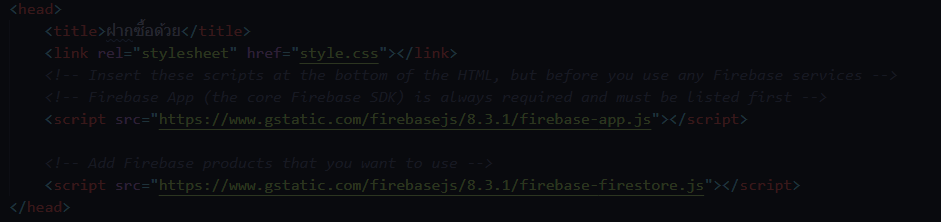 <head>
<title>ฝากซื้อด้วย</title>
<link rel="stylesheet" href="style.css"></link>
<!-- Insert these scripts at the bottom of the HTML, but before you use any Firebase services -->
<!-- Firebase App (the core Firebase SDK) is always required and must be listed first -->
<script src="https://www.gstatic.com/firebasejs/8.3.1/firebase-app.js"></script>
<!-- Add Firebase products that you want to use -->
<script src="https://www.gstatic.com/firebasejs/8.3.1/firebase-firestore.js"></script>
</head>